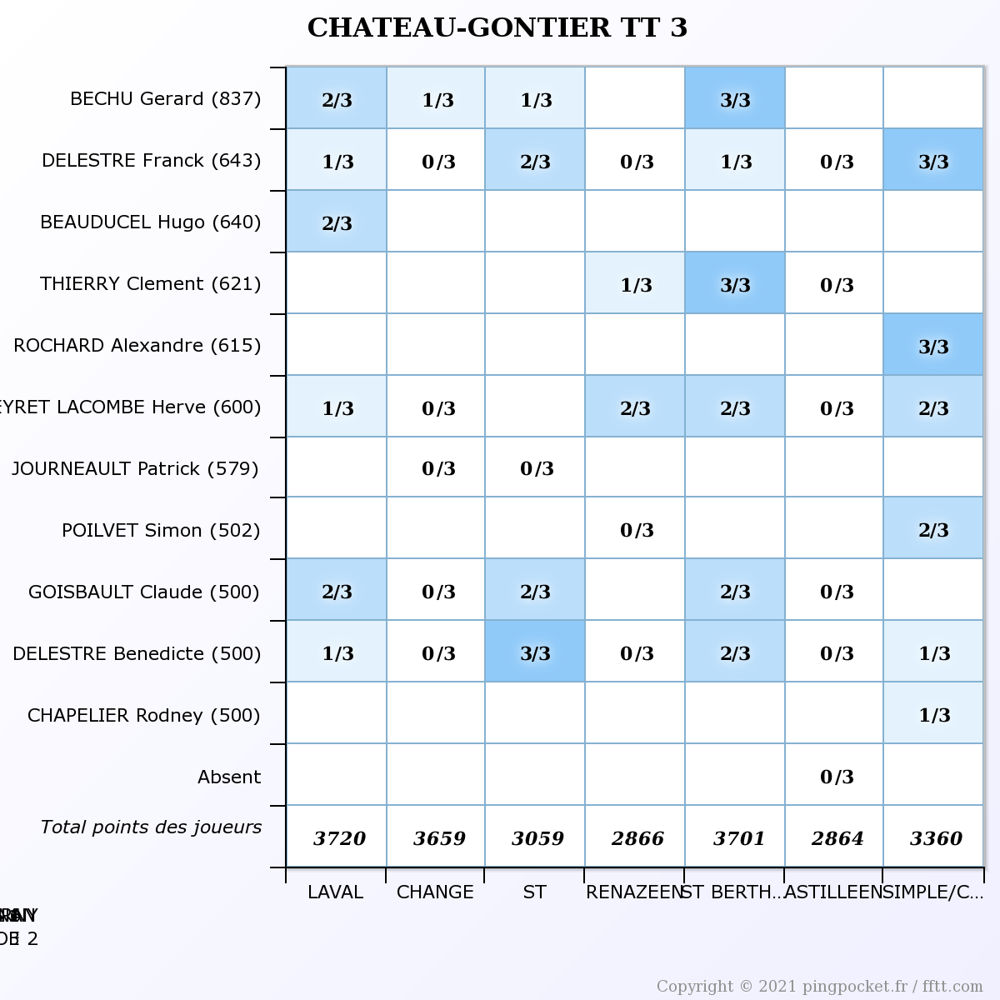 CHATEAU-GONTIER TT 3
BECHU Gerard (837) 2/3 1/3 1/3 3/3
DELESTRE Franck (643) 1/3 0/3 2/3 0/3 1/3 0/3 3/3
BEAUDUCEL Hugo (640) 2/3
THIERRY Clement (621) 1/3 3/3 0/3
ROCHARD Alexandre (615) 3/3
EYRET LACOMBE Herve (600) 1/3 0/3 2/3 2/3 0/3 2/3
JOURNEAULT Patrick (579) 0/3 0/3
POILVET Simon (502) 0/3 2/3
GOISBAULT Claude (500) 2/3 0/3 2/3 2/3 0/3
DELESTRE Benedicte (500) 1/3 0/3 3/3 0/3 2/3 0/3 1/3
CHAPELIER Rodney (500) 1/3
Absent 0/3
Total points des joueurs 3720 3659 3059 2866 3701 2864 3360
LAVAL CHANGE ST RENAZEEN ST BERTH... ASTILLEEN SIMPLE/C...
2
Copyright © 2021 pingpocket.fr / fftt.com